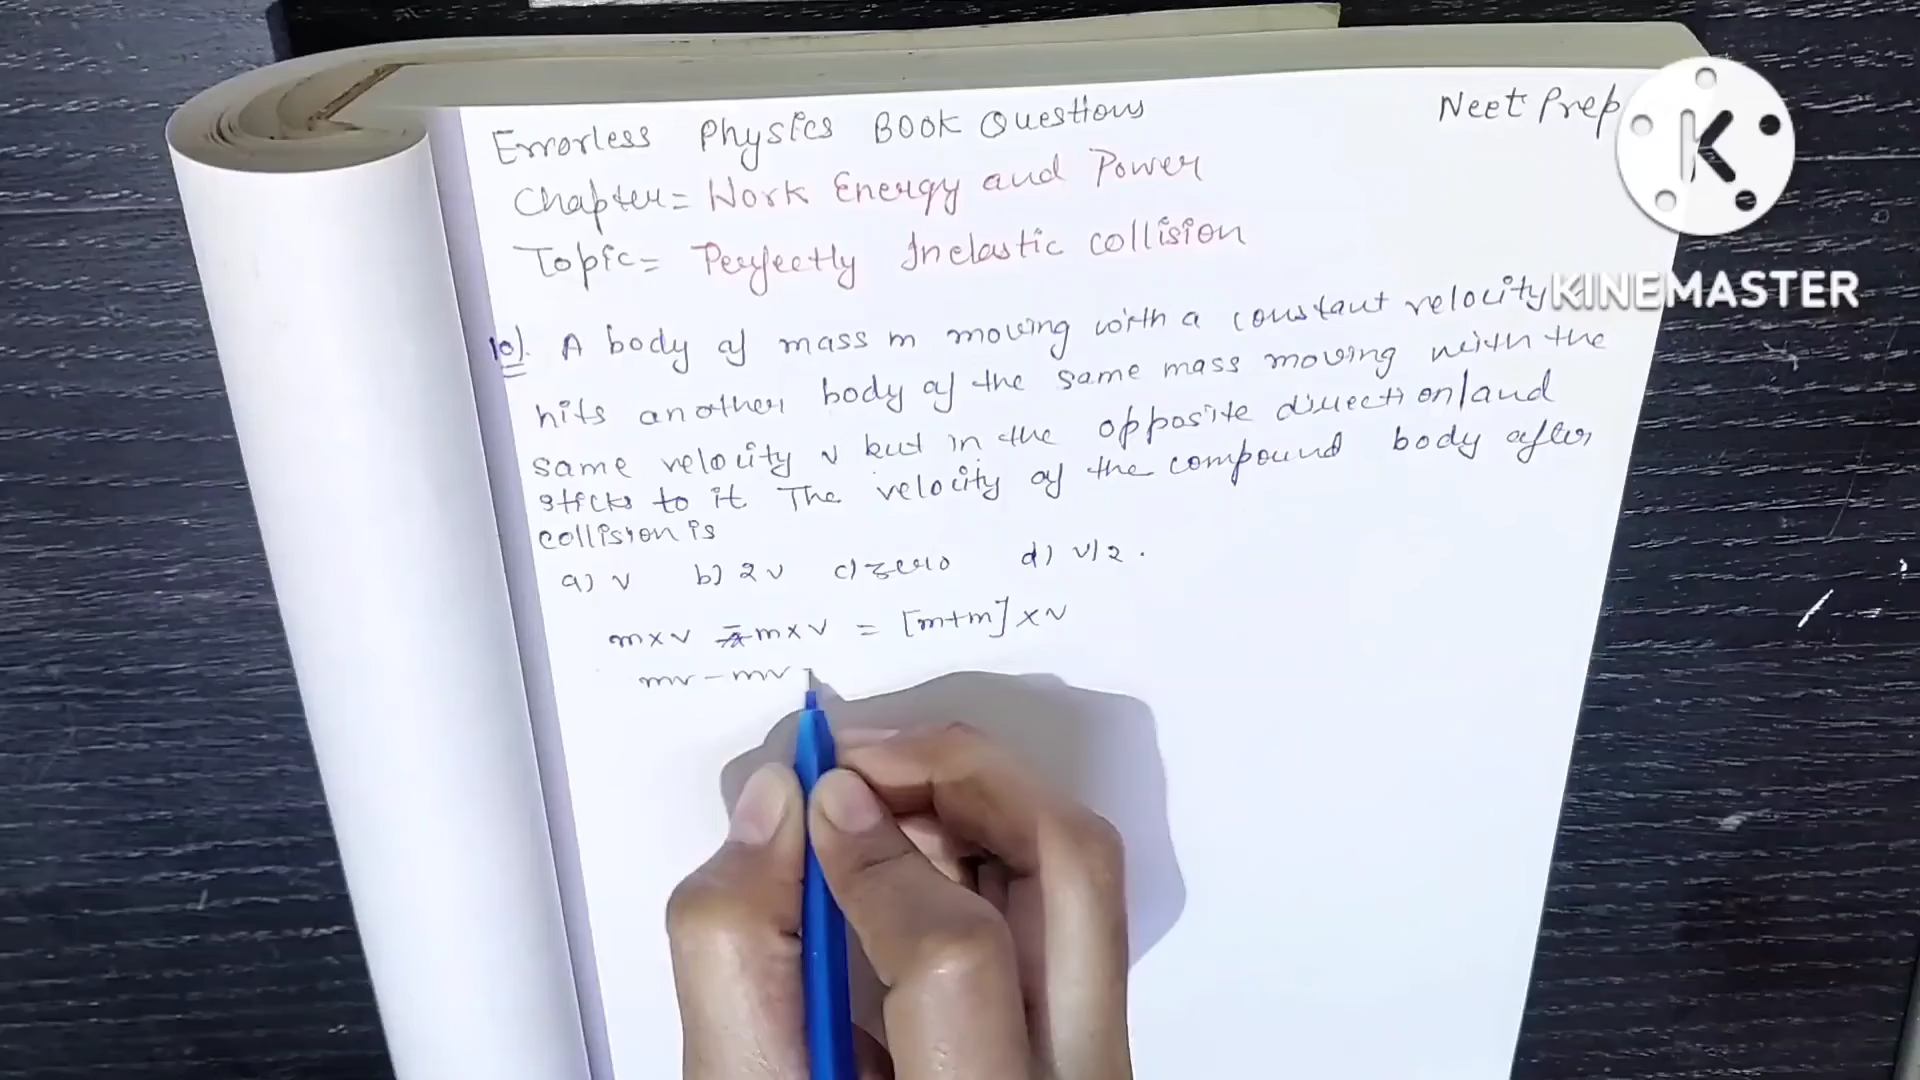 Errorless Physics BOOK Questions
Neet Prep
Chapter= Work Energy and Power
Topic= Perfectly Inelastic collision
KINEMASTER
10). A body of mass m moving with a constant velocity
hits another body of the same mass moving with the
same velocity v but in the opposite direction/and
sticks to it. The velocity of the compound body after
collision is
a) v b) 2v c) zero d) v/2.
m×v - m×v = [m+m]×v
mv - mv